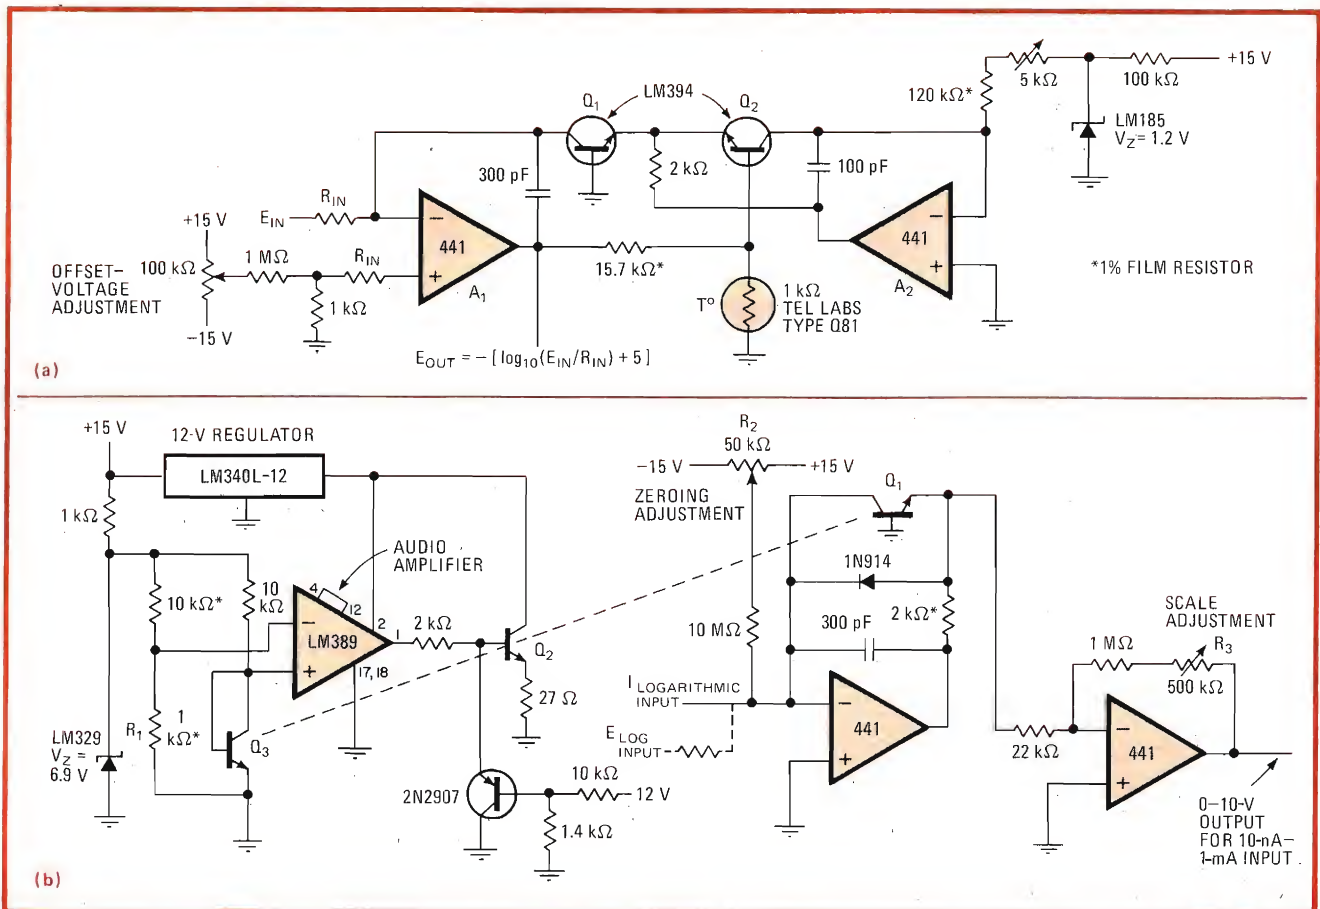 +15 V
5 kΩ
100 kΩ
LM394
Q1
Q2
120 kΩ*
LM185
VZ = 1.2 V
300 pF
2 kΩ
100 pF
RIN
EIN
+15 V
−
441
+
A1
−
441
+
A2
1 MΩ
RIN
100 kΩ
OFFSET-
VOLTAGE
ADJUSTMENT
15.7 kΩ*
*1% FILM RESISTOR
1 kΩ
−15 V
T°
1 kΩ
TEL LABS
TYPE Q81
EOUT = − [log10(EIN/RIN) + 5]
(a)
+15 V
12-V REGULATOR
LM340L-12
1 kΩ
R2
50 kΩ
−15 V
+15 V
ZEROING
ADJUSTMENT
Q1
AUDIO
AMPLIFIER
10 kΩ*
10
kΩ
4
12
−
LM389
+
2
1
17, 18
2 kΩ
Q2
27 Ω
1N914
2 kΩ*
300 pF
10 MΩ
SCALE
ADJUSTMENT
1 MΩ
R3
500 kΩ
I LOGARITHMIC
INPUT
E LOG
INPUT
−
441
+
22 kΩ
−
441
+
R1
1
kΩ*
Q3
LM329
VZ =
6.9 V
2N2907
10 kΩ
12 V
1.4 kΩ
0–10-V
OUTPUT
FOR 10-nA–
1-mA INPUT
(b)